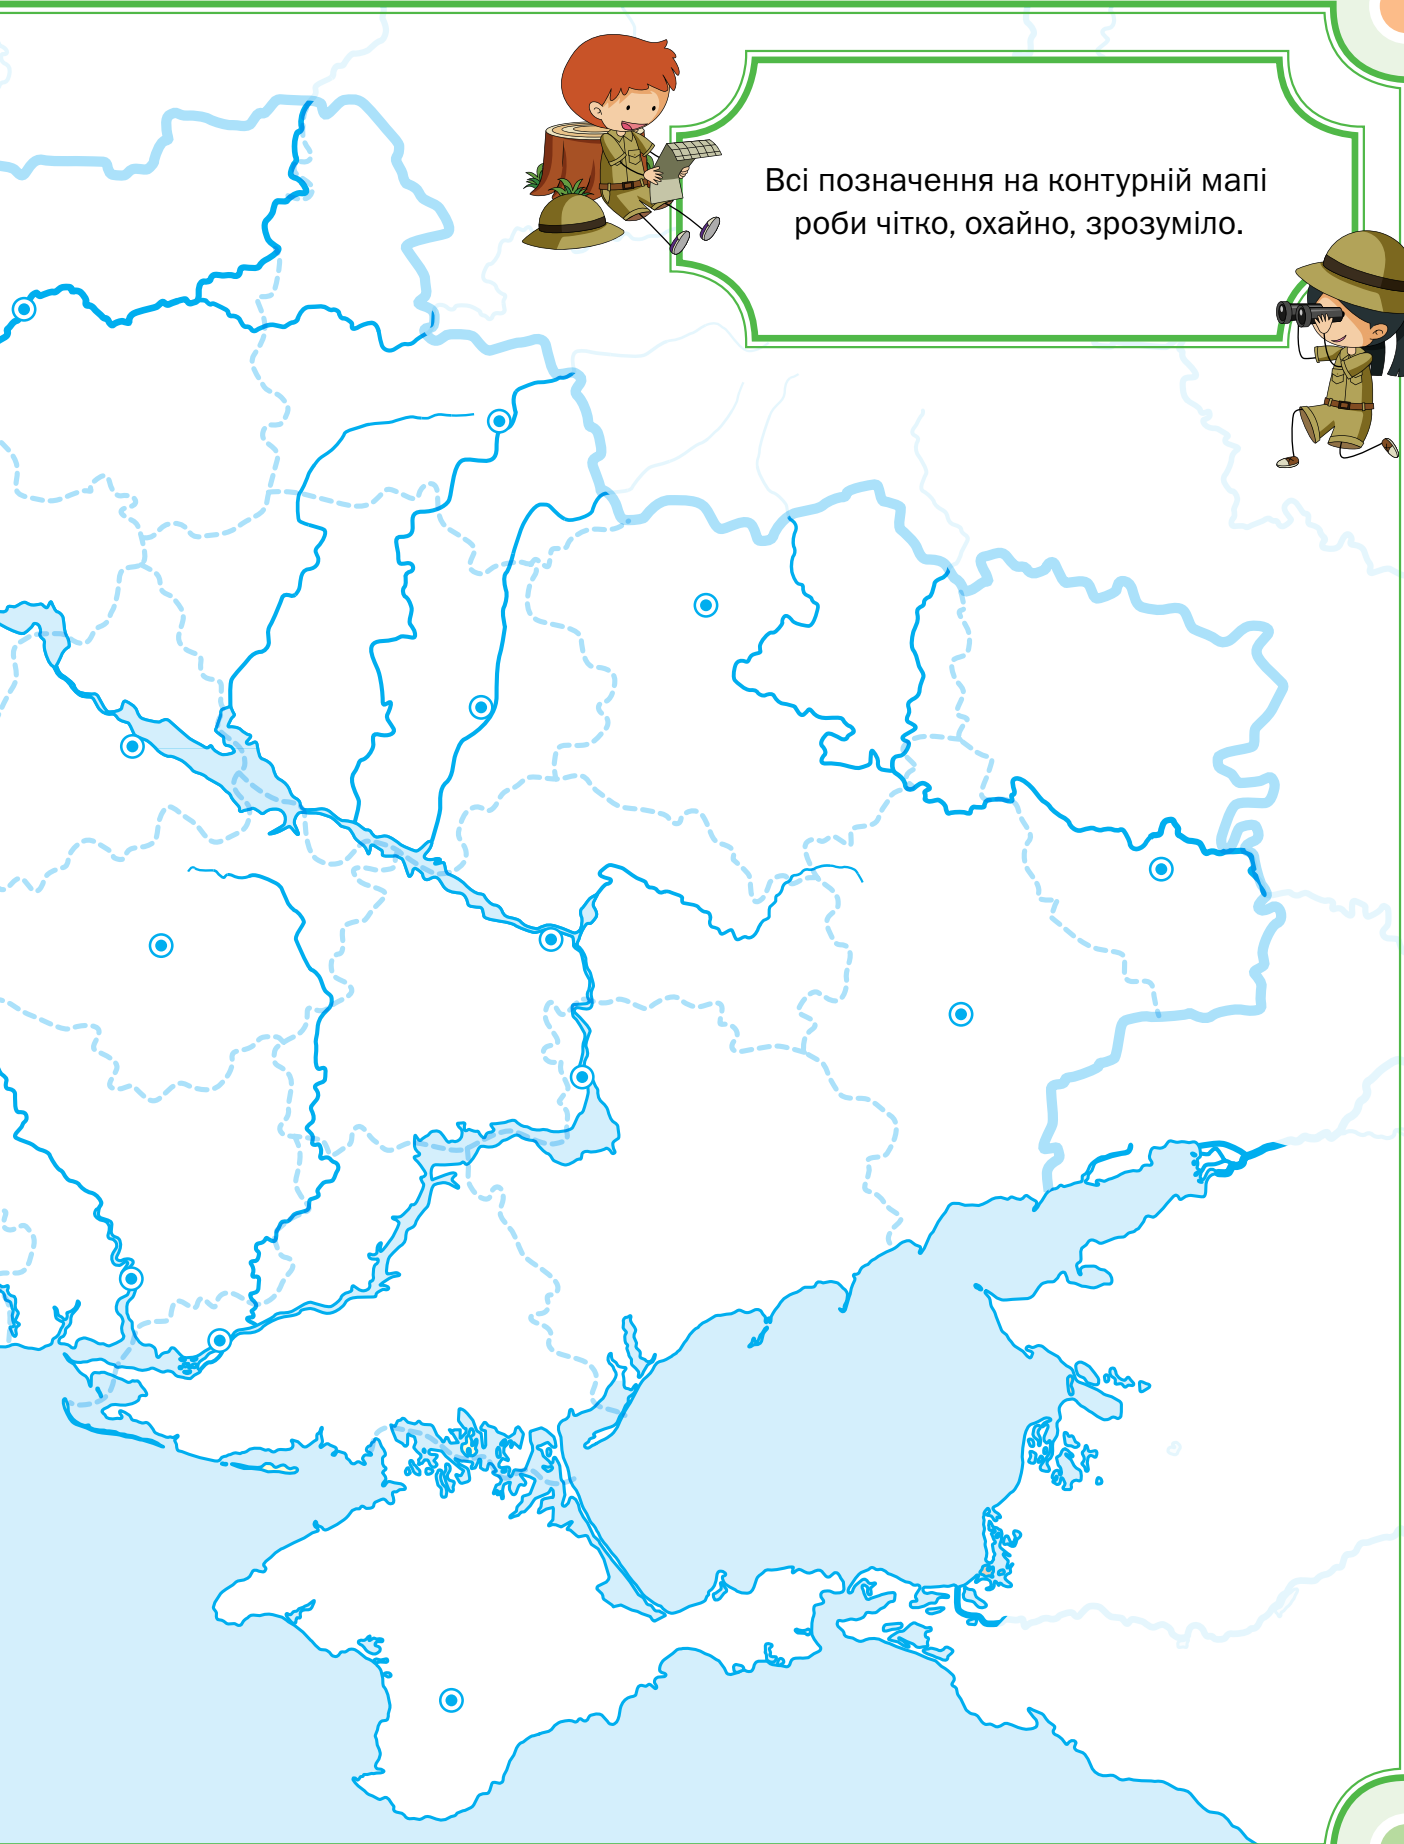 Всі позначення на контурній мапі
роби чітко, охайно, зрозуміло.